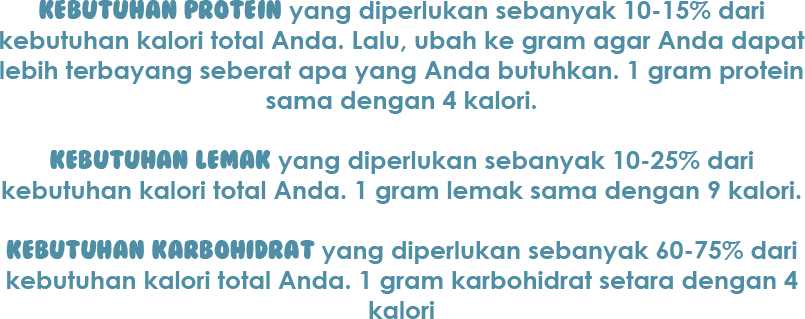 KEBUTUHAN PROTEIN yang diperlukan sebanyak 10-15% dari
kebutuhan kalori total Anda. Lalu, ubah ke gram agar Anda dapat
lebih terbayang seberat apa yang Anda butuhkan. 1 gram protein
sama dengan 4 kalori.
KEBUTUHAN LEMAK yang diperlukan sebanyak 10-25% dari
kebutuhan kalori total Anda. 1 gram lemak sama dengan 9 kalori.
KEBUTUHAN KARBOHIDRAT yang diperlukan sebanyak 60-75% dari
kebutuhan kalori total Anda. 1 gram karbohidrat setara dengan 4
kalori